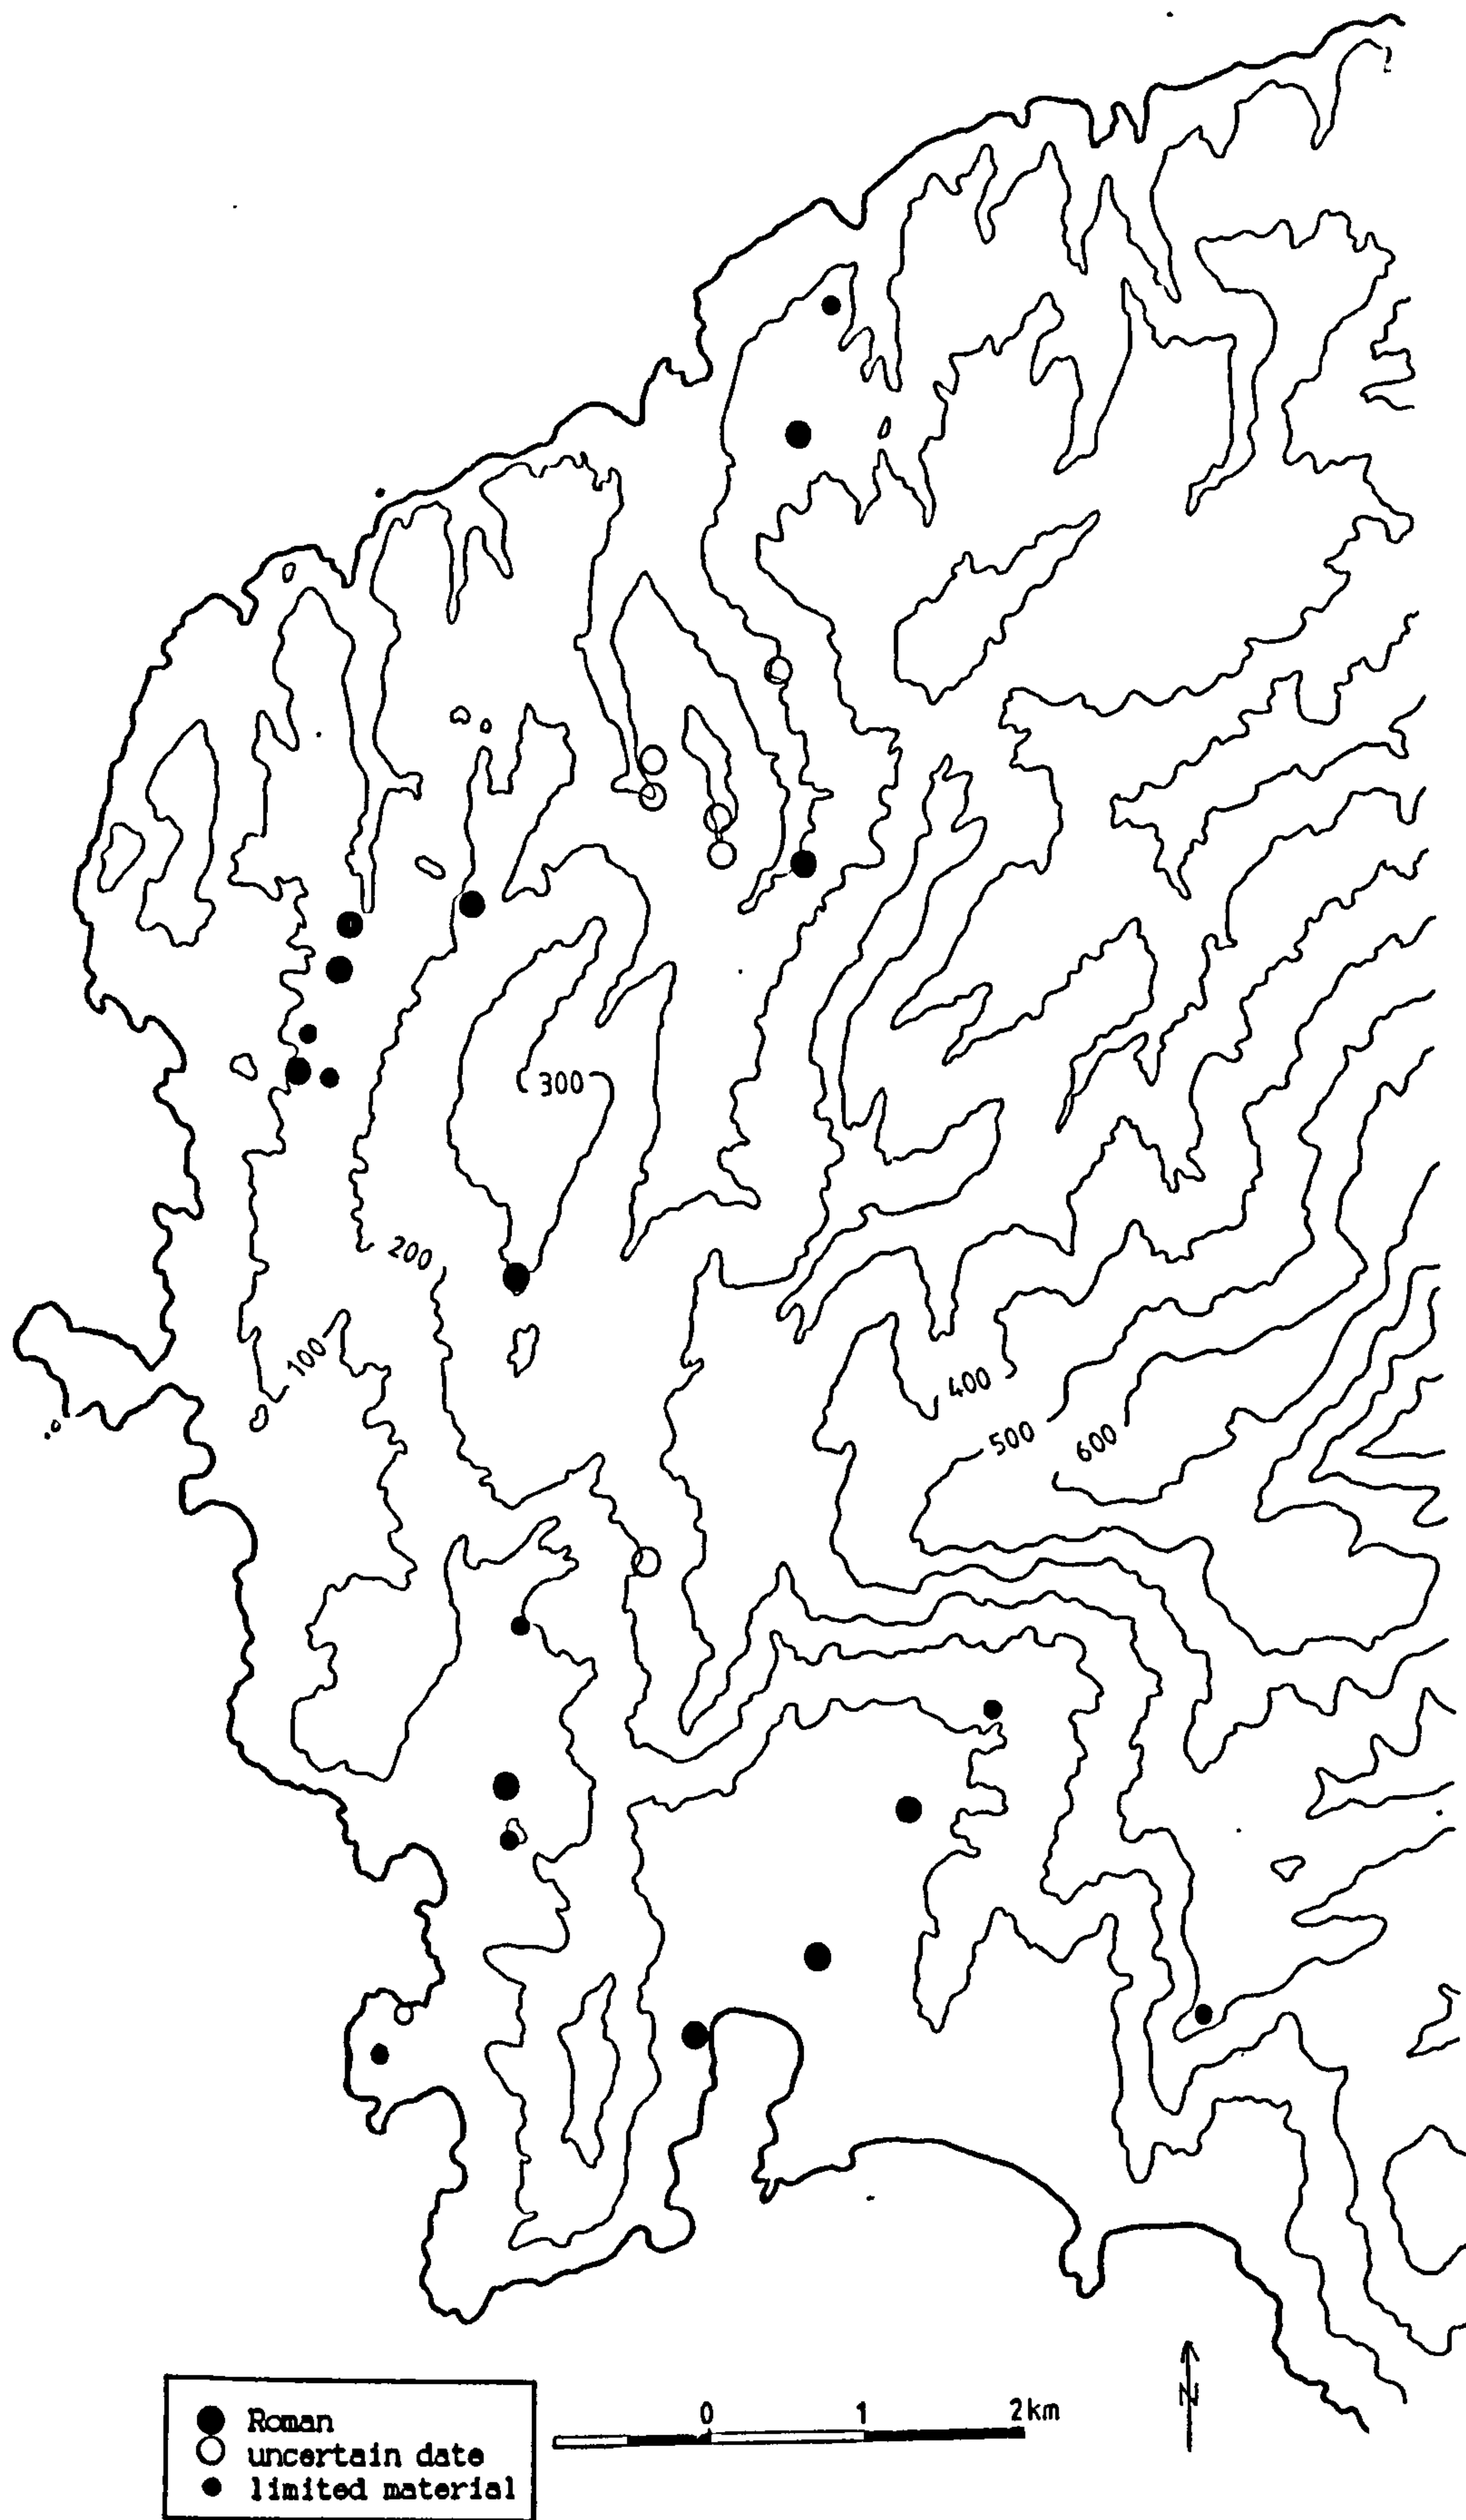 300
200
100
400
500
600
0 1 2km
N
Roman
uncertain date
limited material